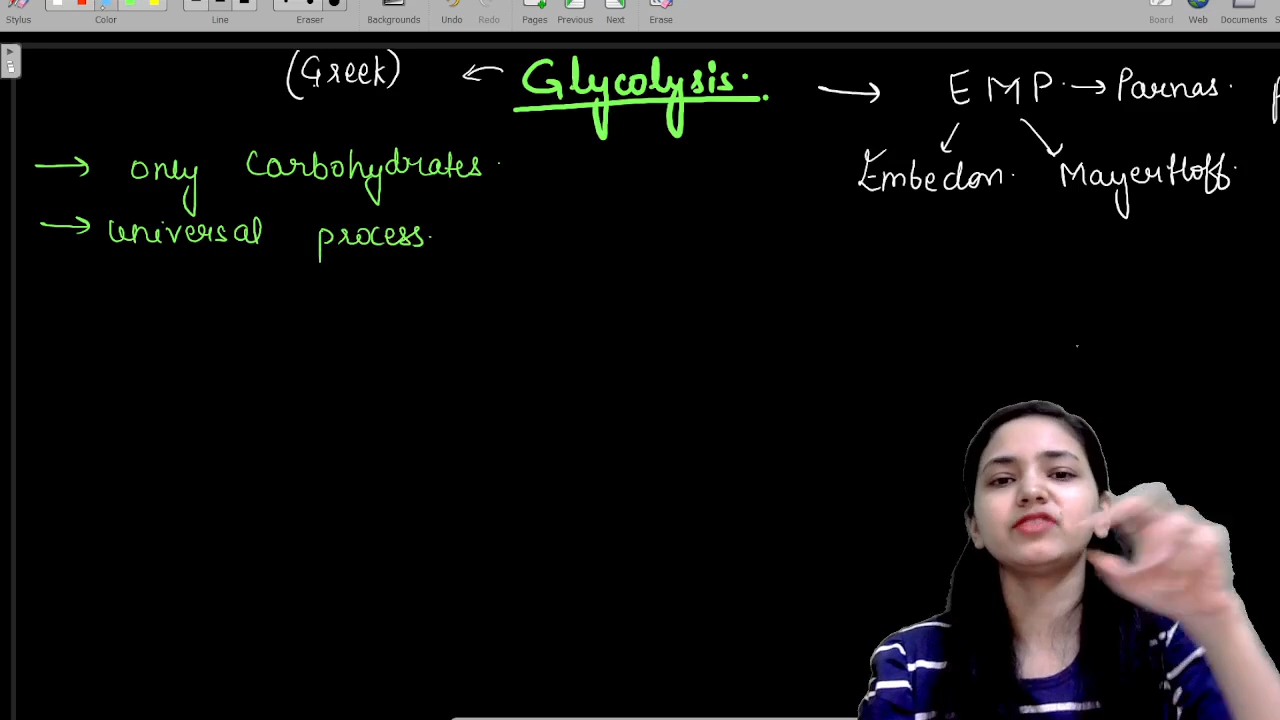 Stylus Color Line Eraser Backgrounds Undo Redo Pages Previous Next Erase Board Web Documents
(Greek) ← Glycolysis. → E M P. → Parnas.
Embedon. Mayerhoff.
→ only Carbohydrates.
→ universal process.